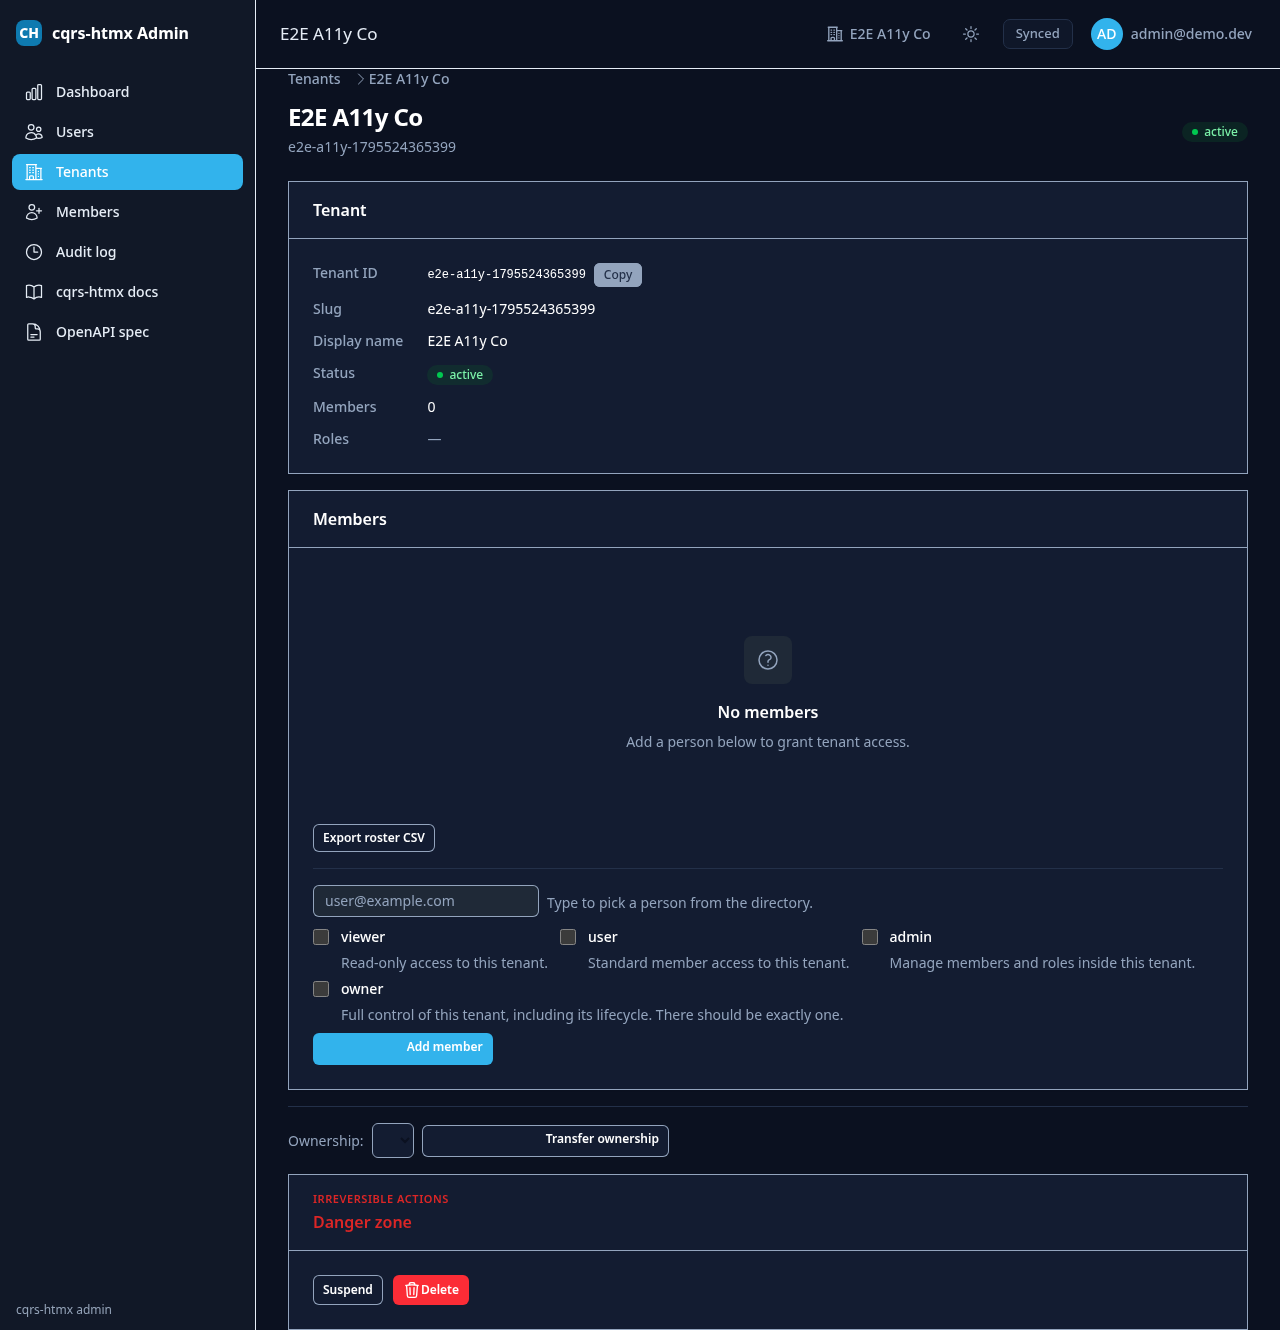 CH cqrs-htmx Admin
Dashboard
Users
Tenants
Members
Audit log
cqrs-htmx docs
OpenAPI spec
cqrs-htmx admin
E2E A11y Co
E2E A11y Co
Synced
AD admin@demo.dev
Tenants E2E A11y Co
E2E A11y Co
e2e-a11y-1795524365399
active
Tenant
Tenant ID e2e-a11y-1795524365399 Copy
Slug e2e-a11y-1795524365399
Display name E2E A11y Co
Status active
Members 0
Roles —
Members
No members
Add a person below to grant tenant access.
Export roster CSV
user@example.com Type to pick a person from the directory.
viewer
Read-only access to this tenant.
user
Standard member access to this tenant.
admin
Manage members and roles inside this tenant.
owner
Full control of this tenant, including its lifecycle. There should be exactly one.
Add member
Ownership: Transfer ownership
IRREVERSIBLE ACTIONS
Danger zone
Suspend Delete